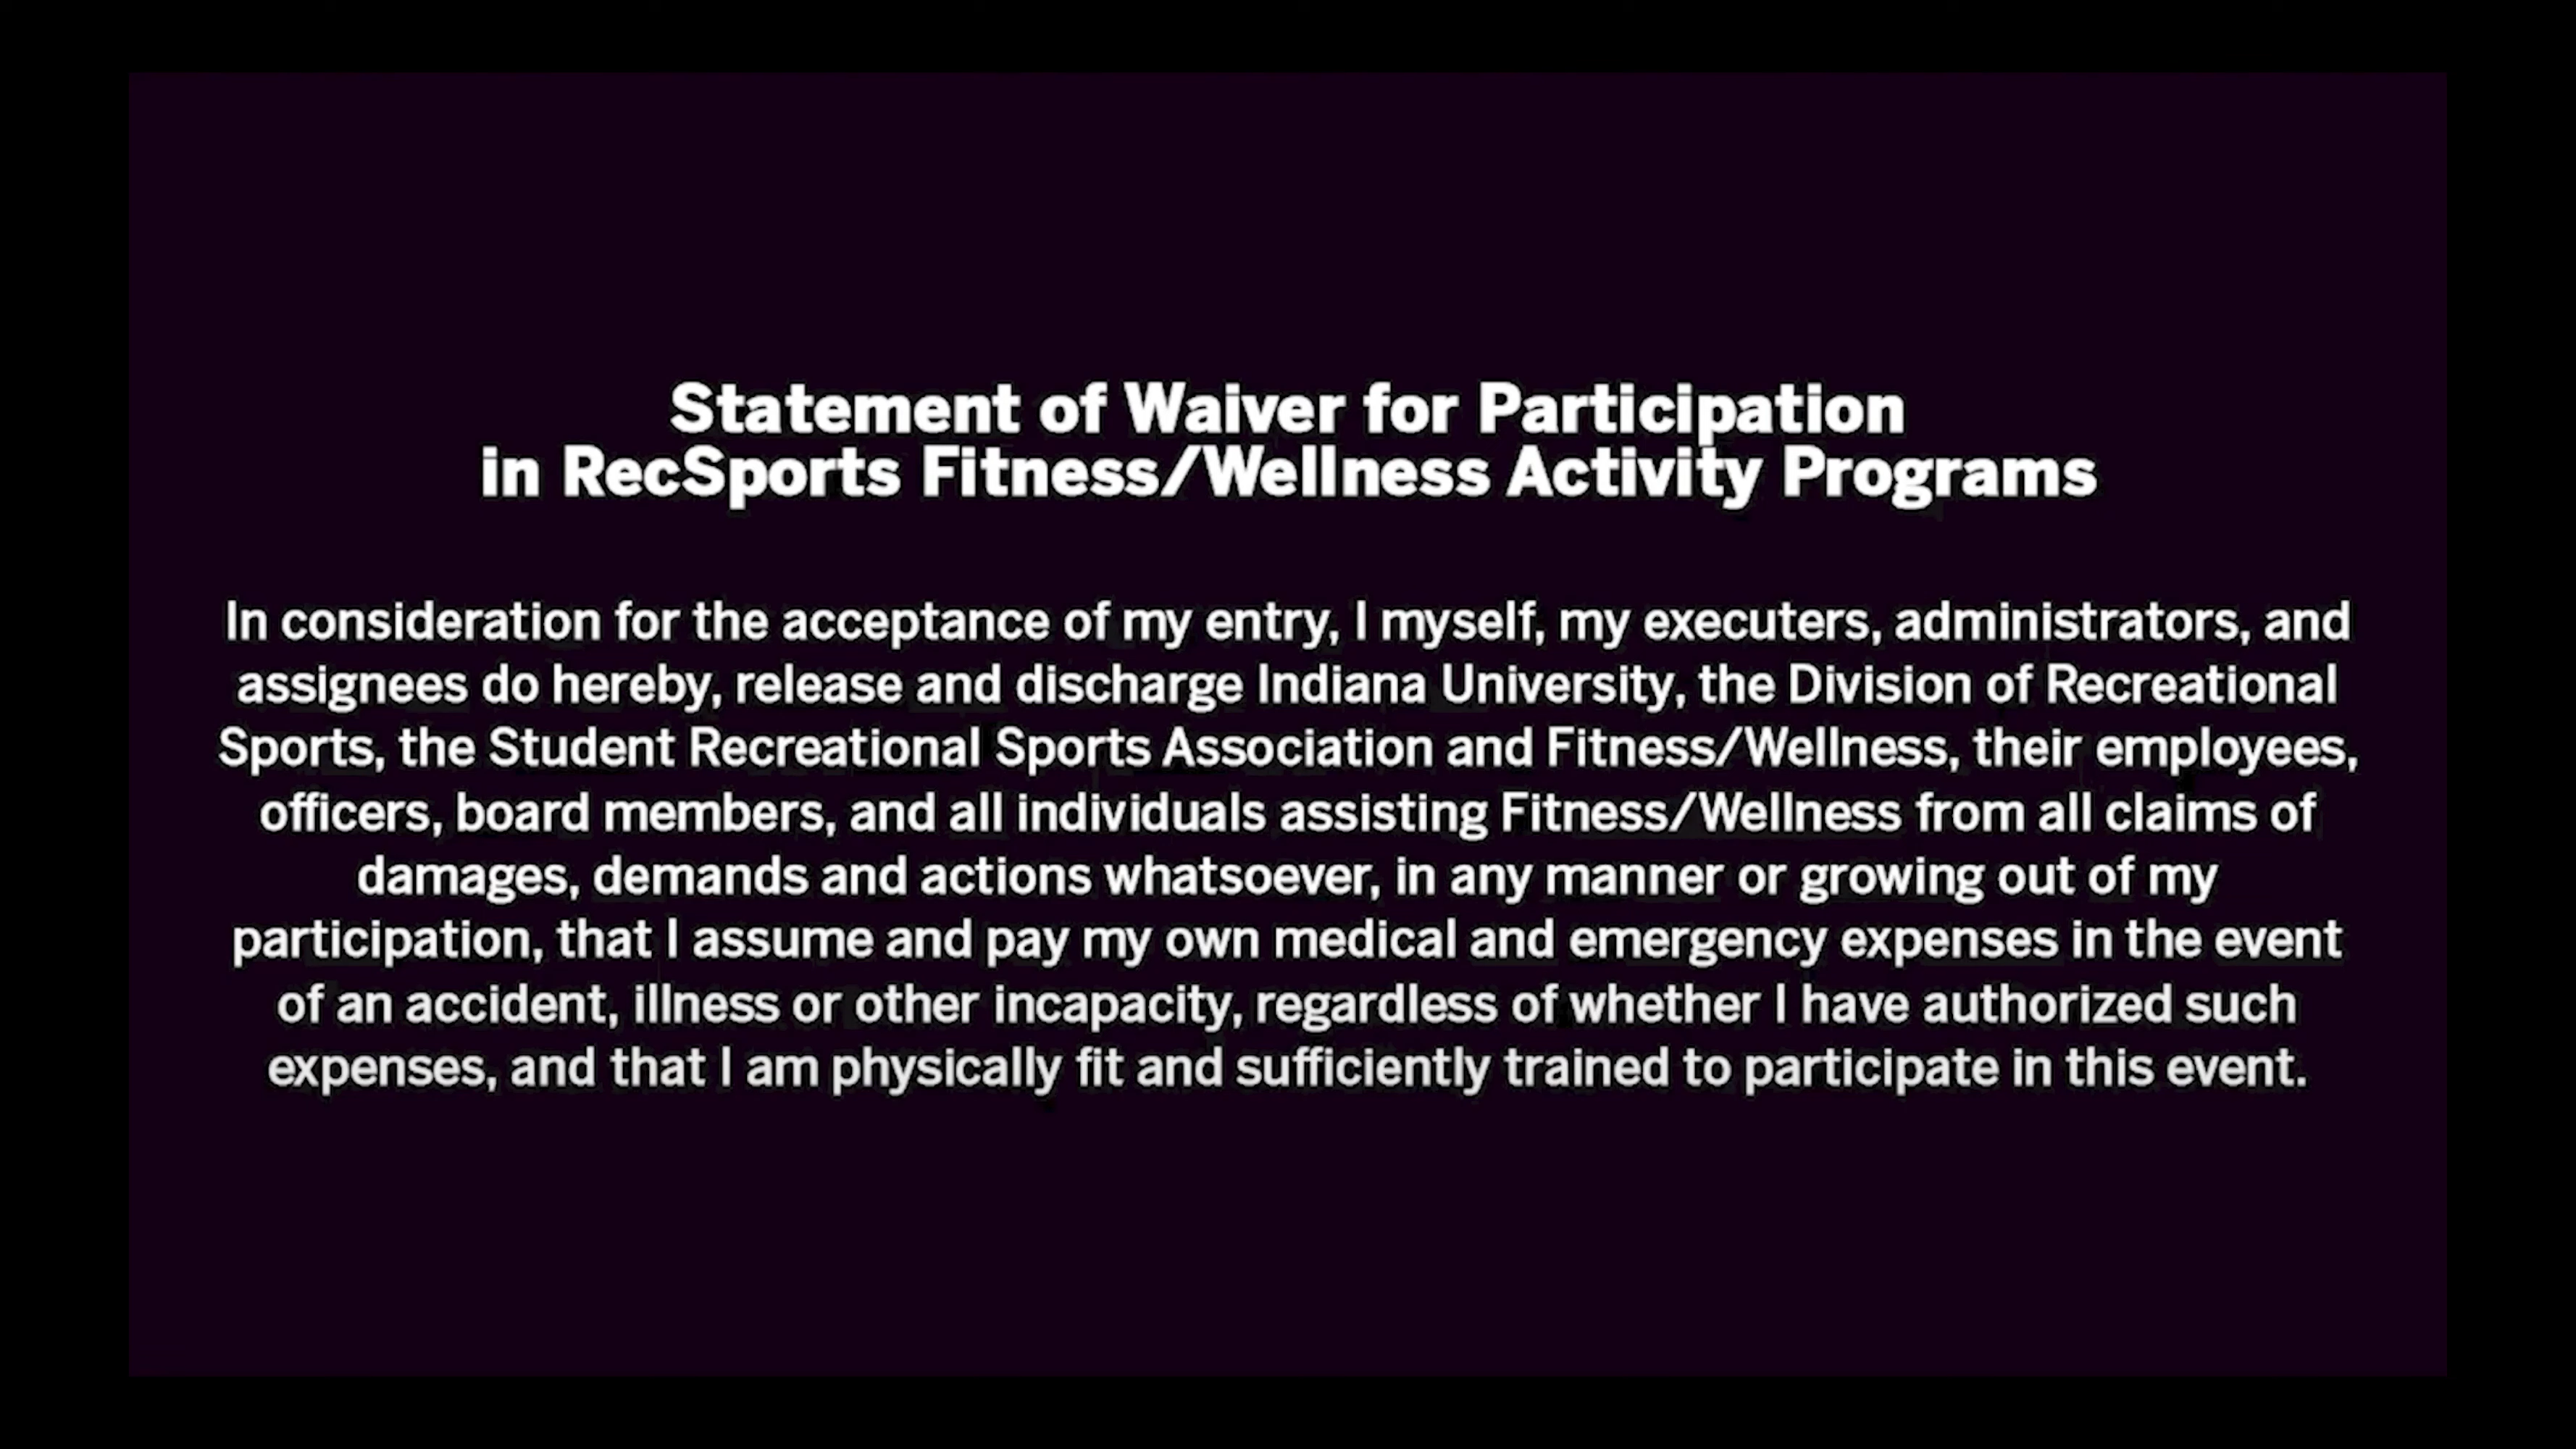 Statement of Waiver for Participation
in RecSports Fitness/Wellness Activity Programs
In consideration for the acceptance of my entry, I myself, my executers, administrators, and
assignees do hereby, release and discharge Indiana University, the Division of Recreational
Sports, the Student Recreational Sports Association and Fitness/Wellness, their employees,
officers, board members, and all individuals assisting Fitness/Wellness from all claims of
damages, demands and actions whatsoever, in any manner or growing out of my
participation, that I assume and pay my own medical and emergency expenses in the event
of an accident, illness or other incapacity, regardless of whether I have authorized such
expenses, and that I am physically fit and sufficiently trained to participate in this event.